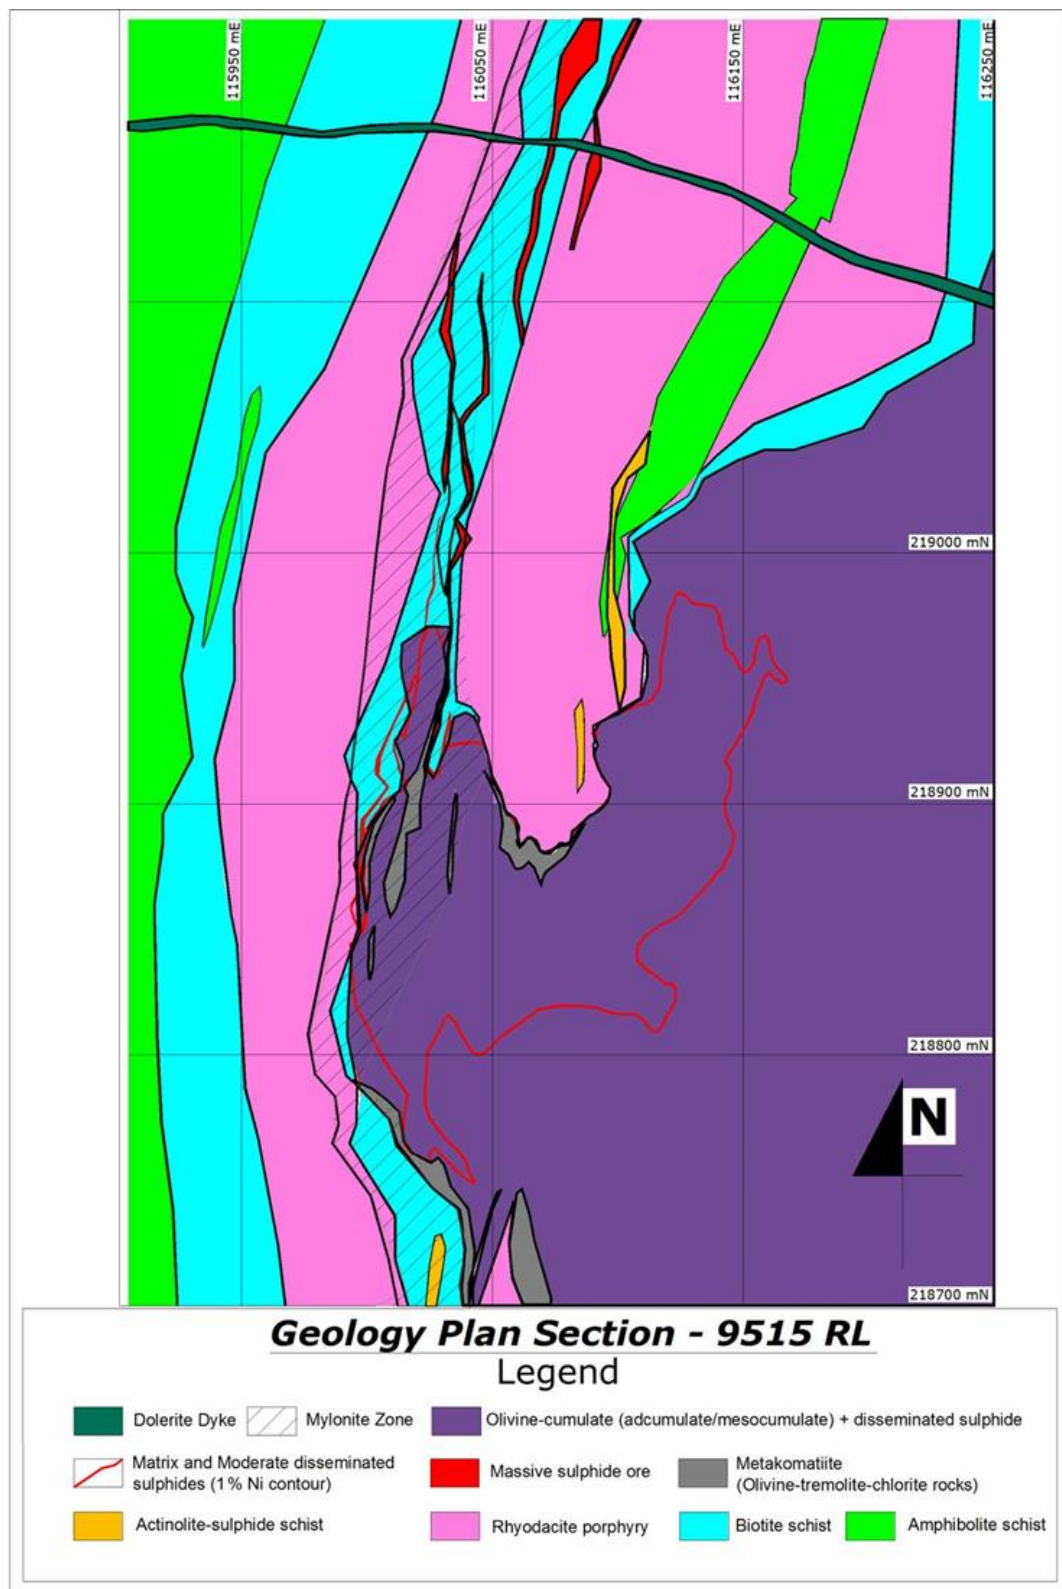 115950 mE
116050 mE
116150 mE
116250 mE
219000 mN
218900 mN
218800 mN
N
218700 mN
Geology Plan Section - 9515 RL
Legend
Dolerite Dyke
Mylonite Zone
Olivine-cumulate (adcumulate/mesocumulate) + disseminated sulphide
Matrix and Moderate disseminated
sulphides (1% Ni contour)
Massive sulphide ore
Metakomatiite
(Olivine-tremolite-chlorite rocks)
Actinolite-sulphide schist
Rhyodacite porphyry
Biotite schist
Amphibolite schist